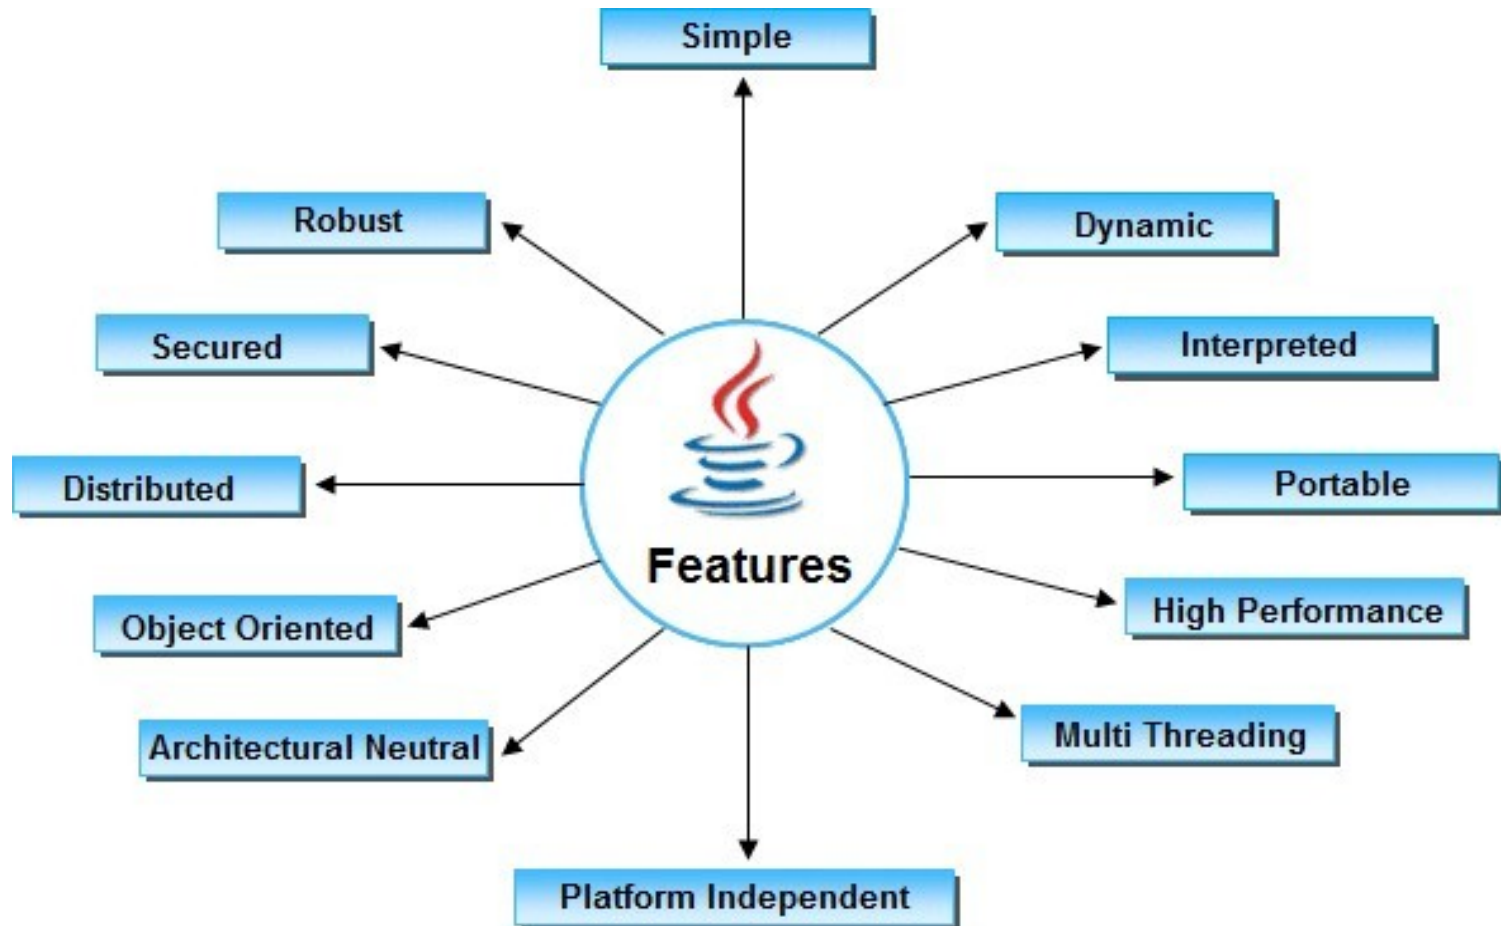 Simple
Robust
Dynamic
Secured
Interpreted
Distributed
Portable
Features
High Performance
Object Oriented
Multi Threading
Architectural Neutral
Platform Independent